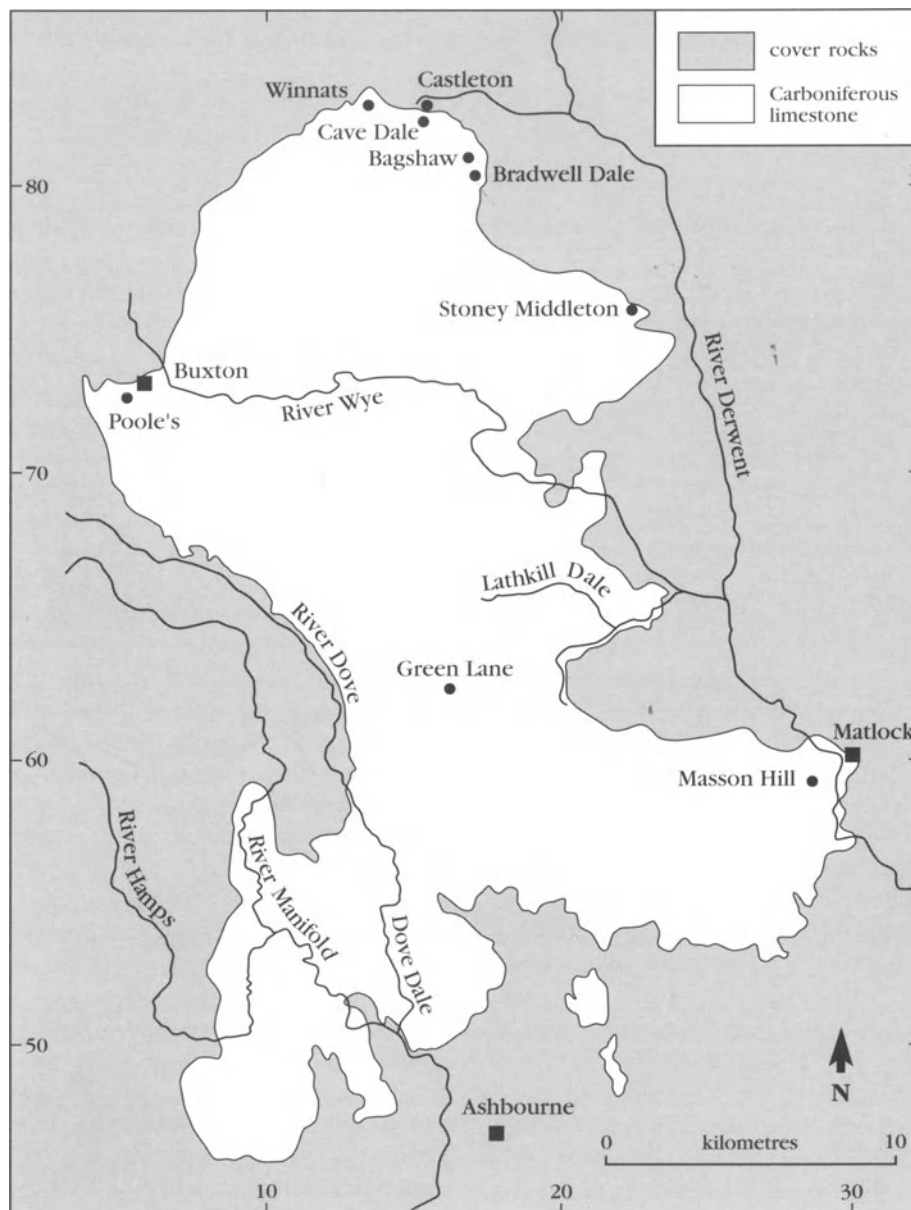 cover rocks
Carboniferous
limestone
Winnats
Castleton
Cave Dale
Bagshaw
Bradwell Dale
80
Stoney Middleton
Buxton
River Wye
Poole's
River Derwent
70
Lathkill Dale
River Dove
Green Lane
Matlock
60
Masson Hill
River Hamps
River Manifold
Dove Dale
50
N
Ashbourne
0 kilometres 10
10 20 30